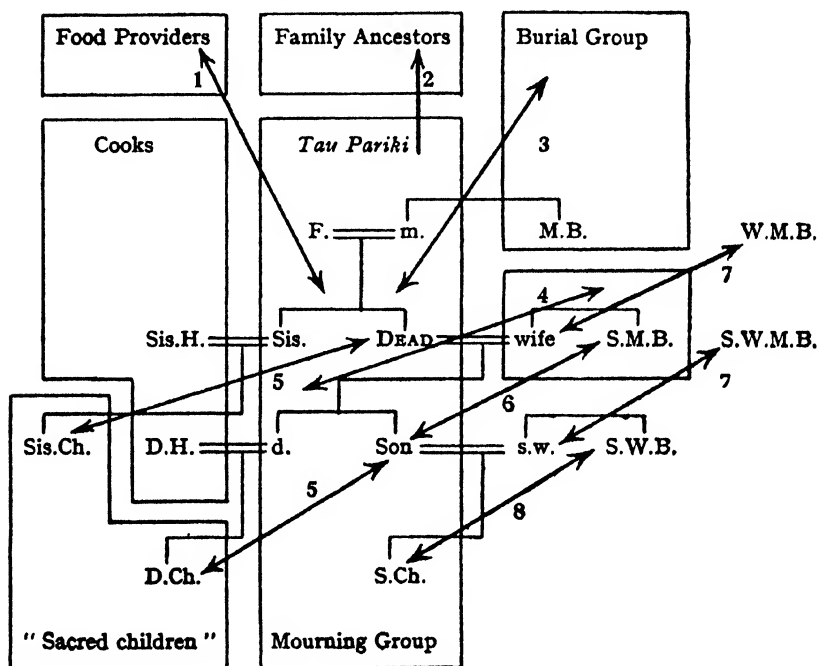 Food Providers Family Ancestors Burial Group
1 2
Cooks Tau Pariki 3
F. m. M.B. W.M.B.
4 7
Sis.H. Sis. DEAD wife S.M.B. S.W.M.B.
5 6 7
Sis.Ch. D.H. d. Son s.w. S.W.B.
5 8
D.Ch. S.Ch.
" Sacred children " Mourning Group